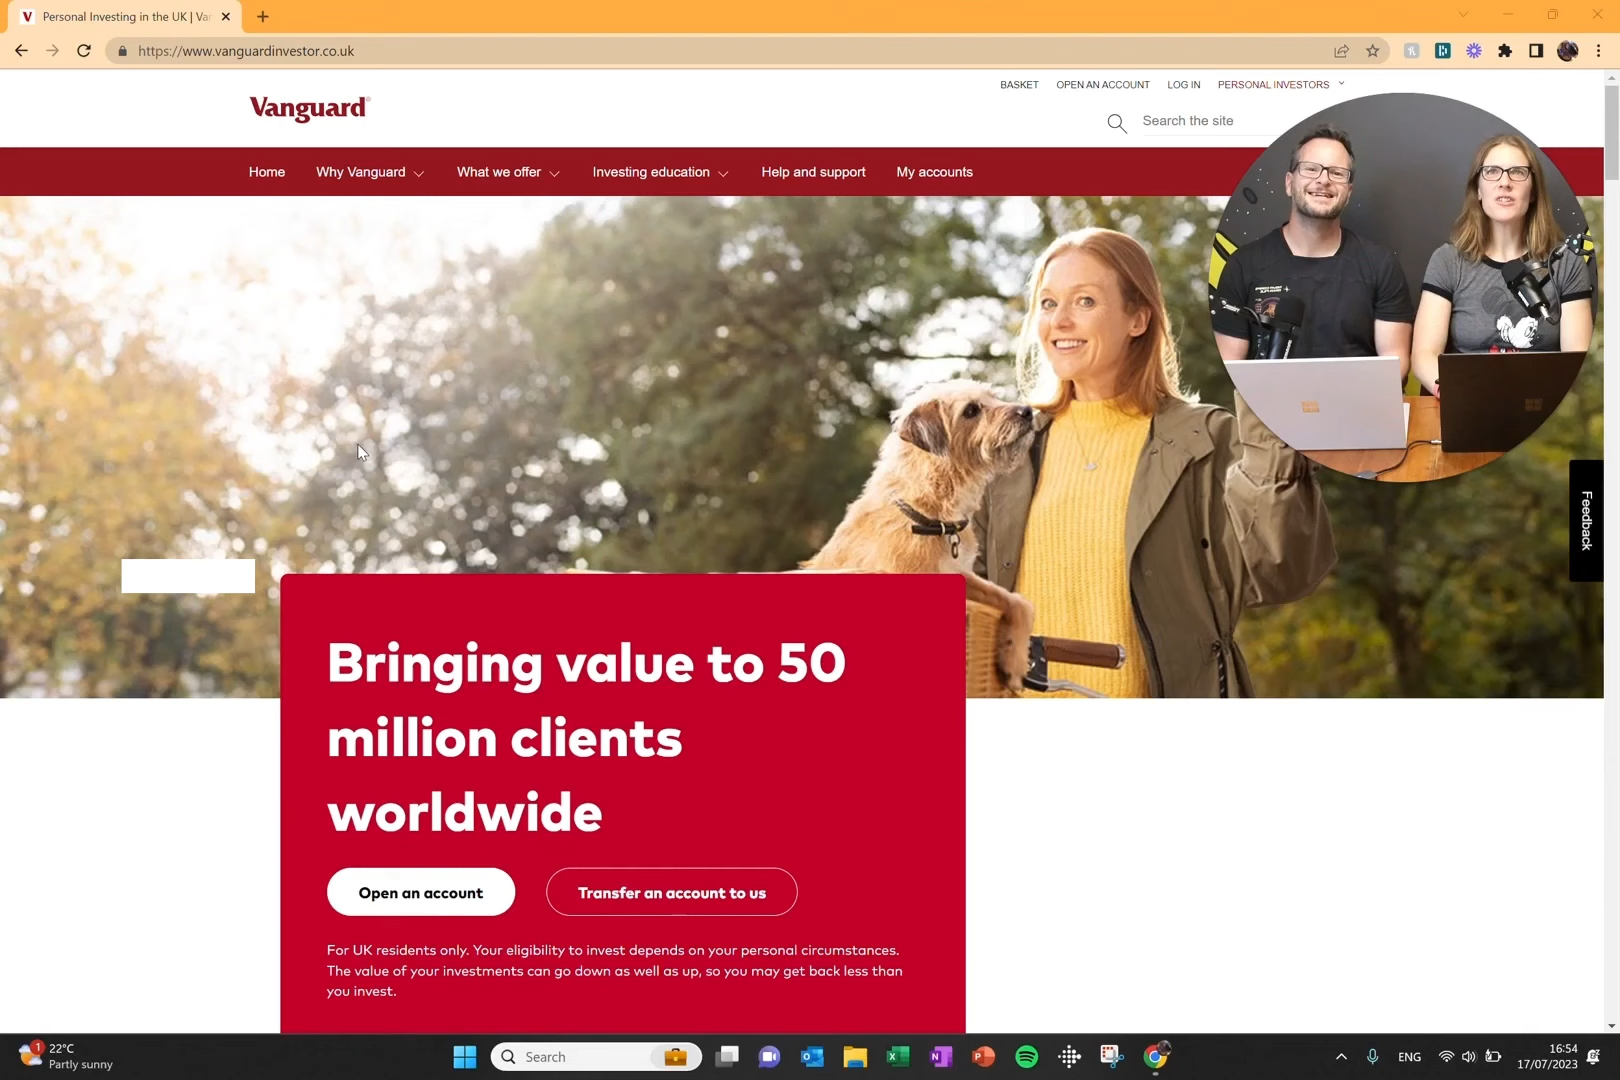 Personal Investing in the UK | Va
https://www.vanguardinvestor.co.uk
BASKET OPEN AN ACCOUNT LOG IN PERSONAL INVESTORS
Vanguard
Search the site
Home Why Vanguard What we offer Investing education Help and support My accounts
Feedback
Bringing value to 50
million clients
worldwide
Open an account Transfer an account to us
For UK residents only. Your eligibility to invest depends on your personal circumstances.
The value of your investments can go down as well as up, so you may get back less than
you invest.
1
22°C
Partly sunny
Search
ENG
16:54
17/07/2023